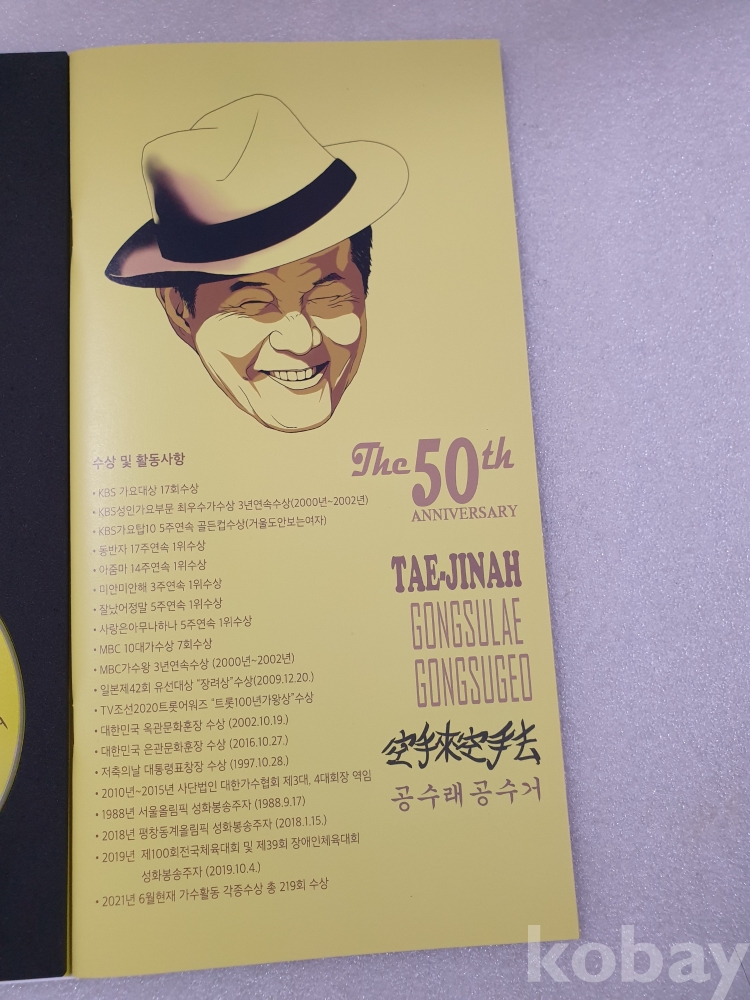 수상 및 활동사항
• KBS 가요대상 17회수상
• KBS성인가요부문 최우수가수상 3년연속수상(2000년~2002년)
• KBS가요탑10 5주연속 골든컵수상(거울도안보는여자)
• 동반자 17주연속 1위수상
• 아줌마 14주연속 1위수상
• 미안미안해 3주연속 1위수상
• 잘났어정말 5주연속 1위수상
• 사랑은아무나하나 5주연속 1위수상
• MBC 10대가수상 7회수상
• MBC가수왕 3년연속수상 (2000년~2002년)
• 일본제42회 유선대상 "장려상"수상(2009.12.20.)
• TV조선2020트롯어워즈 "트롯100년가왕상"수상
• 대한민국 옥관문화훈장 수상 (2002.10.19.)
• 대한민국 은관문화훈장 수상 (2016.10.27.)
• 저축의날 대통령표창장 수상 (1997.10.28.)
• 2010년~2015년 사단법인 대한가수협회 제3대, 4대회장 역임
• 1988년 서울올림픽 성화봉송주자 (1988.9.17)
• 2018년 평창동계올림픽 성화봉송주자 (2018.1.15.)
• 2019년 제100회전국체육대회 및 제39회 장애인체육대회
성화봉송주자 (2019.10.4.)
• 2021년 6월현재 가수활동 각종수상 총 219회 수상
The 50th
ANNIVERSARY
TAE-JINAH
GONGSULAE
GONGSUGEO
空手來空手去
공수래공수거
kobay